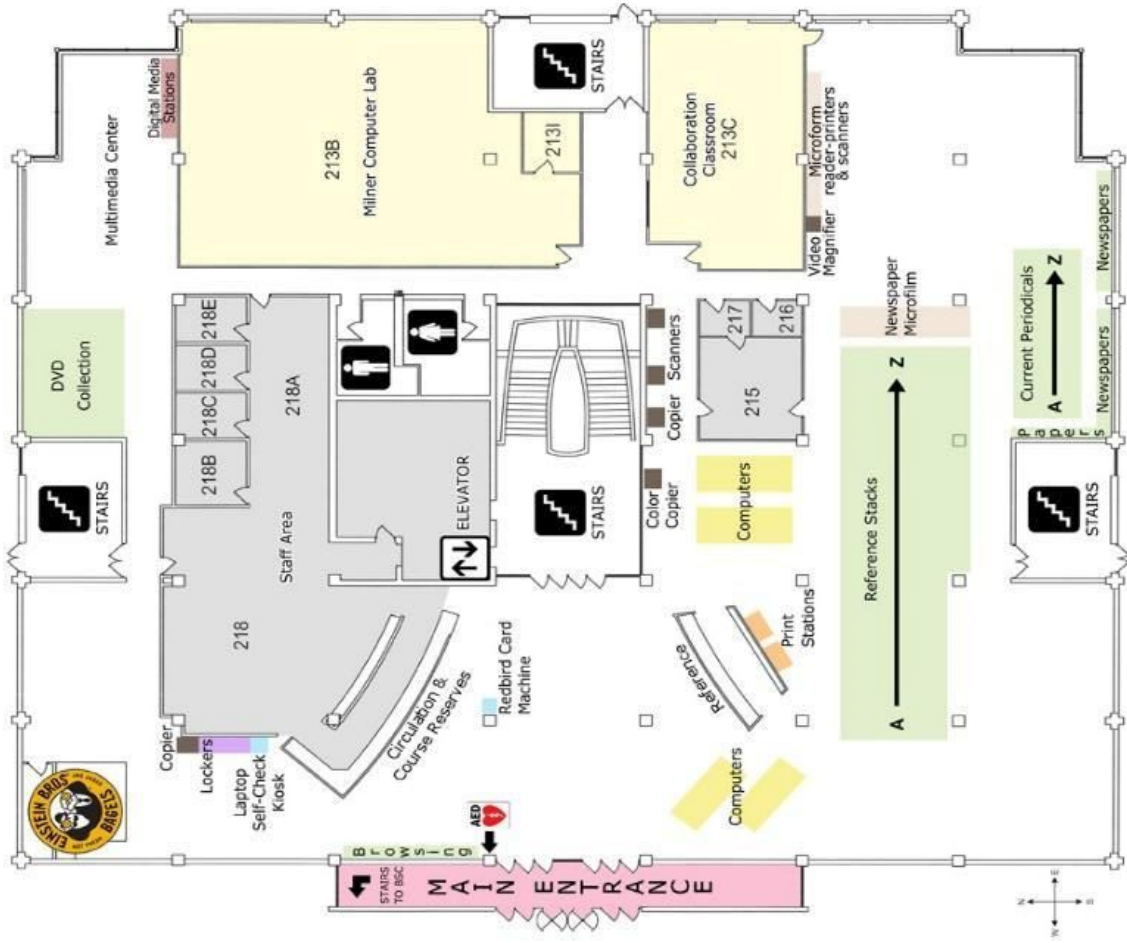 Multimedia Center
Digital Media
Stations
213B
Milner Computer Lab
213I
STAIRS
Collaboration
Classroom
213C
Microform
reader-printers
& scanners
Video
Magnifier
Newspapers
DVD
Collection
218E
218D
218C
218B
218A
Scanners
Copier
217
216
215
Newspaper
Microfilm
Z
Current Periodicals
A
Z
Newspapers
Papers
STAIRS
Staff Area
ELEVATOR
STAIRS
Color
Copier
Computers
Reference Stacks
STAIRS
218
Circulation &
Course Reserves
Redbird Card
Machine
Reference
Print
Stations
A
Copier
Lockers
Laptop
Self-Check
Kiosk
EINSTEIN BROS
BAGELS
Computers
AED
Browsing
STAIRS
TO BSC
MAIN ENTRANCE
N
E
S
W